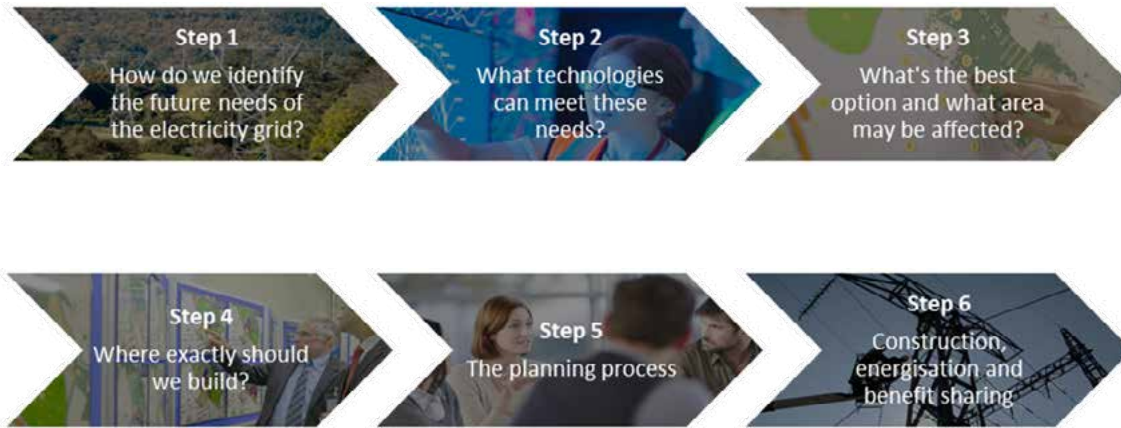 Step 1
How do we identify
the future needs of
the electricity grid?
Step 2
What technologies
can meet these
needs?
Step 3
What's the best
option and what area
may be affected?
Step 4
Where exactly should
we build?
Step 5
The planning process
Step 6
Construction,
energisation and
benefit sharing